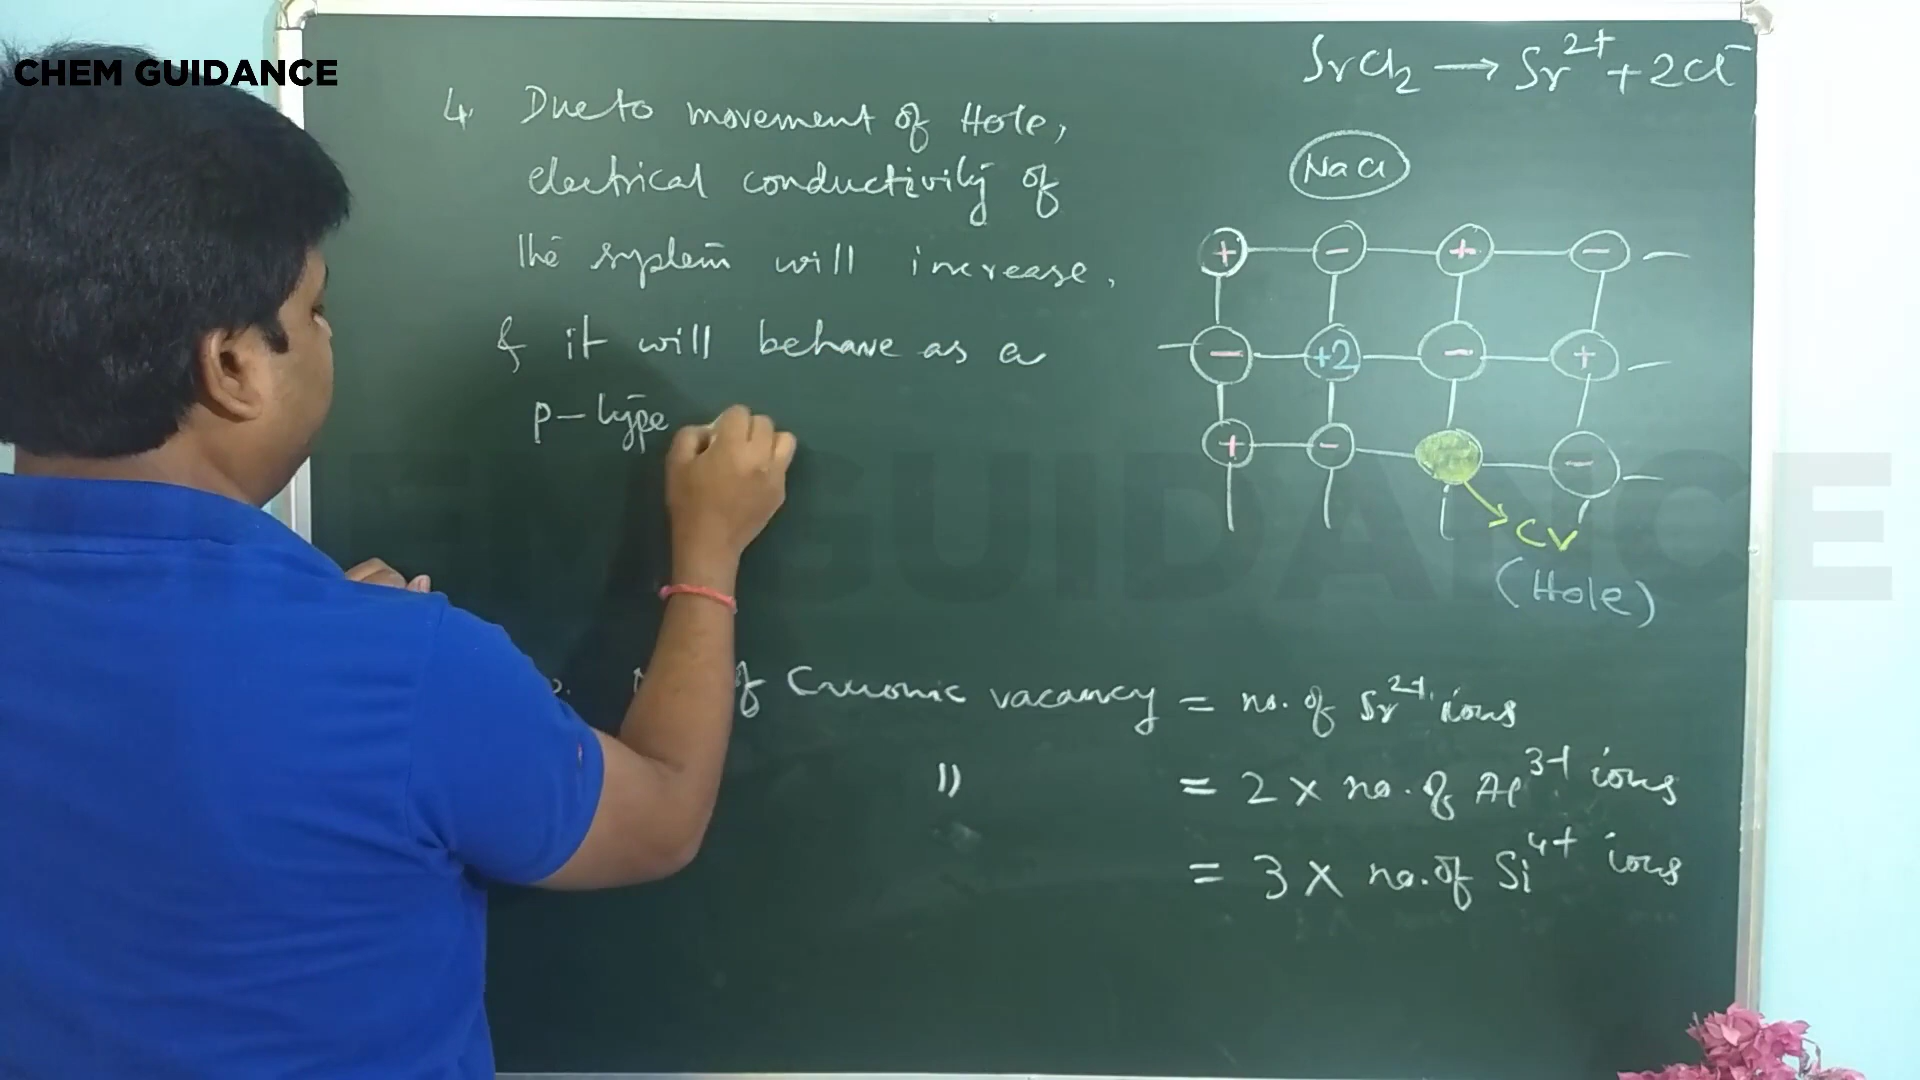 CHEM GUIDANCE
SrCl2 → Sr2+ + 2Cl-
4. Due to movement of Hole,
electrical conductivity of
the system will increase,
& it will behave as a
p-type
NaCl
+ - + -
- +2 - +
+ - -
CV
(Hole)
of Cationic vacancy = no. of Sr2+ ions
" = 2 × no. of Al3+ ions
= 3 × no. of Si4+ ions
EMGUIDANCE